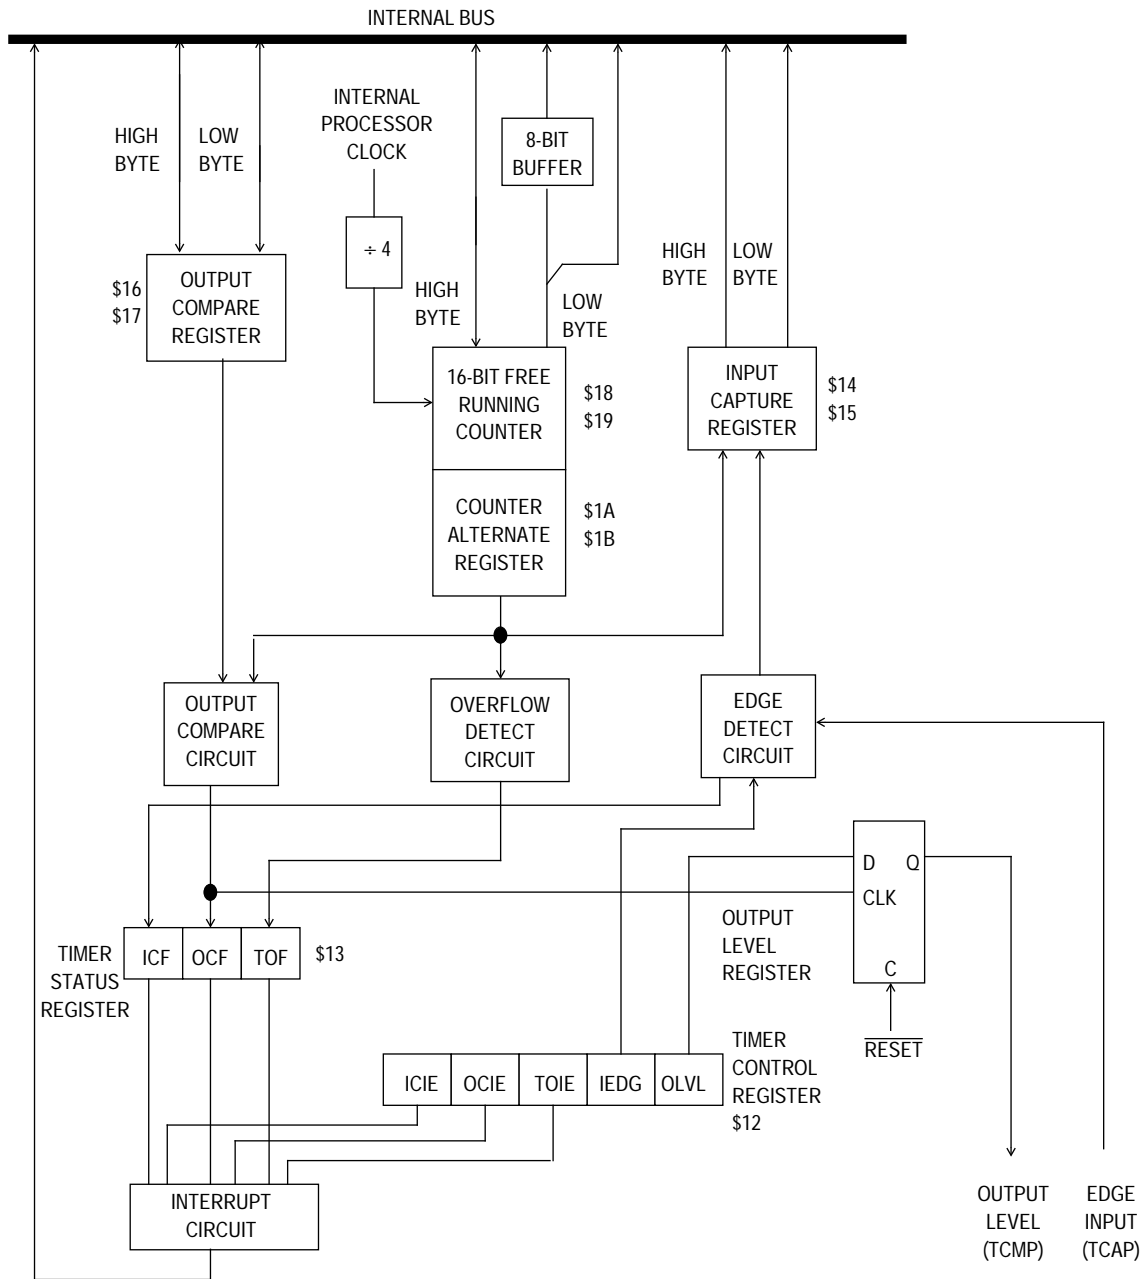 INTERNAL BUS
HIGH
BYTE
LOW
BYTE
INTERNAL
PROCESSOR
CLOCK
8-BIT
BUFFER
÷ 4
HIGH
BYTE
LOW
BYTE
HIGH
BYTE
LOW
BYTE
$16
$17
OUTPUT
COMPARE
REGISTER
16-BIT FREE
RUNNING
COUNTER
$18
$19
INPUT
CAPTURE
REGISTER
$14
$15
COUNTER
ALTERNATE
REGISTER
$1A
$1B
OUTPUT
COMPARE
CIRCUIT
OVERFLOW
DETECT
CIRCUIT
EDGE
DETECT
CIRCUIT
D Q
CLK
C
OUTPUT
LEVEL
REGISTER
RESET
TIMER
STATUS
REGISTER
ICF OCF TOF
$13
ICIE OCIE TOIE IEDG OLVL
TIMER
CONTROL
REGISTER
$12
INTERRUPT
CIRCUIT
OUTPUT
LEVEL
(TCMP)
EDGE
INPUT
(TCAP)